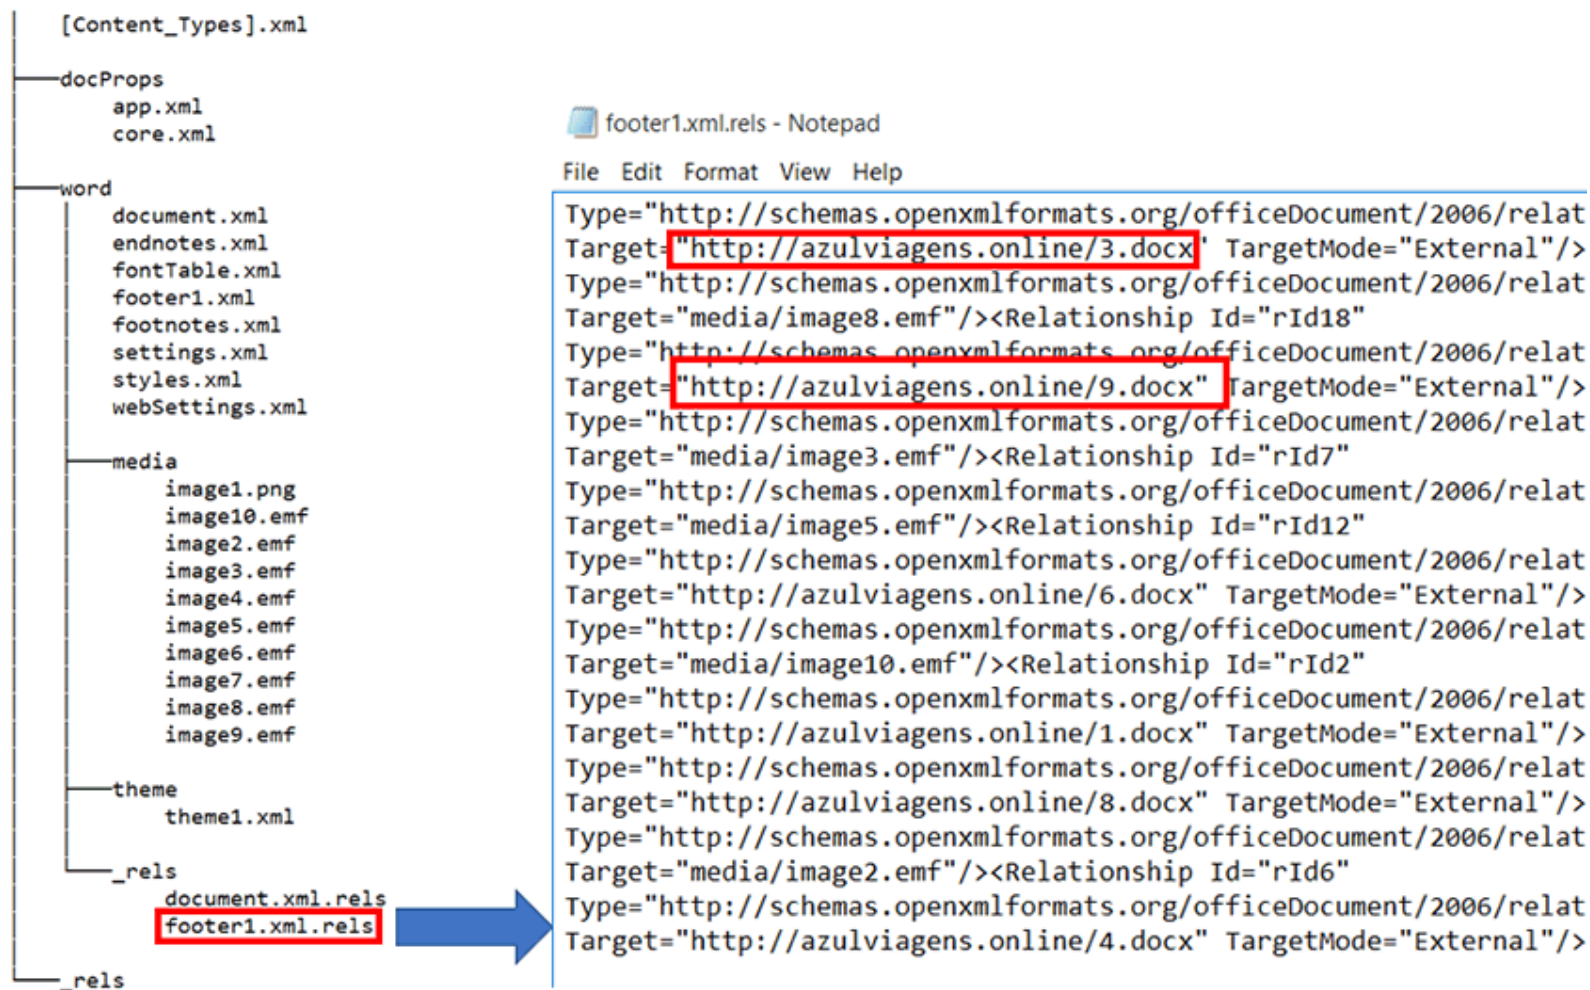 [Content_Types].xml
docProps
app.xml
core.xml
word
document.xml
endnotes.xml
fontTable.xml
footer1.xml
footnotes.xml
settings.xml
styles.xml
webSettings.xml
media
image1.png
image10.emf
image2.emf
image3.emf
image4.emf
image5.emf
image6.emf
image7.emf
image8.emf
image9.emf
theme
theme1.xml
_rels
document.xml.rels
footer1.xml.rels
_rels
footer1.xml.rels - Notepad
File Edit Format View Help
Type="http://schemas.openxmlformats.org/officeDocument/2006/relat
Target="http://azulviagens.online/3.docx" TargetMode="External"/>
Type="http://schemas.openxmlformats.org/officeDocument/2006/relat
Target="media/image8.emf"/><Relationship Id="rId18"
Type="http://schemas.openxmlformats.org/officeDocument/2006/relat
Target="http://azulviagens.online/9.docx" TargetMode="External"/>
Type="http://schemas.openxmlformats.org/officeDocument/2006/relat
Target="media/image3.emf"/><Relationship Id="rId7"
Type="http://schemas.openxmlformats.org/officeDocument/2006/relat
Target="media/image5.emf"/><Relationship Id="rId12"
Type="http://schemas.openxmlformats.org/officeDocument/2006/relat
Target="http://azulviagens.online/6.docx" TargetMode="External"/>
Type="http://schemas.openxmlformats.org/officeDocument/2006/relat
Target="media/image10.emf"/><Relationship Id="rId2"
Type="http://schemas.openxmlformats.org/officeDocument/2006/relat
Target="http://azulviagens.online/1.docx" TargetMode="External"/>
Type="http://schemas.openxmlformats.org/officeDocument/2006/relat
Target="http://azulviagens.online/8.docx" TargetMode="External"/>
Type="http://schemas.openxmlformats.org/officeDocument/2006/relat
Target="media/image2.emf"/><Relationship Id="rId6"
Type="http://schemas.openxmlformats.org/officeDocument/2006/relat
Target="http://azulviagens.online/4.docx" TargetMode="External"/>